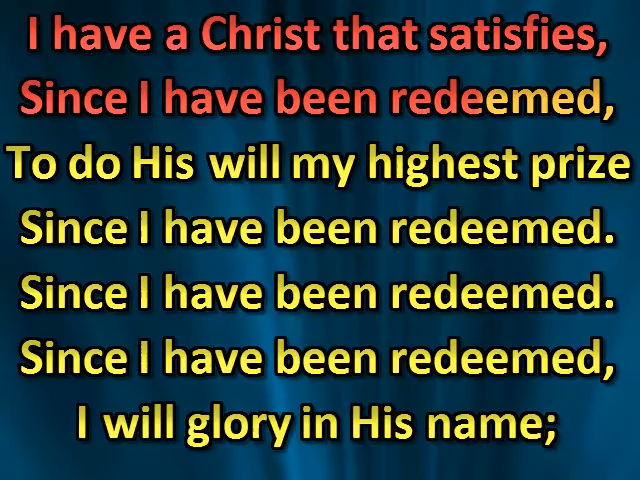 I have a Christ that satisfies,
Since I have been redeemed,
To do His will my highest prize
Since I have been redeemed.
Since I have been redeemed.
Since I have been redeemed,
I will glory in His name;